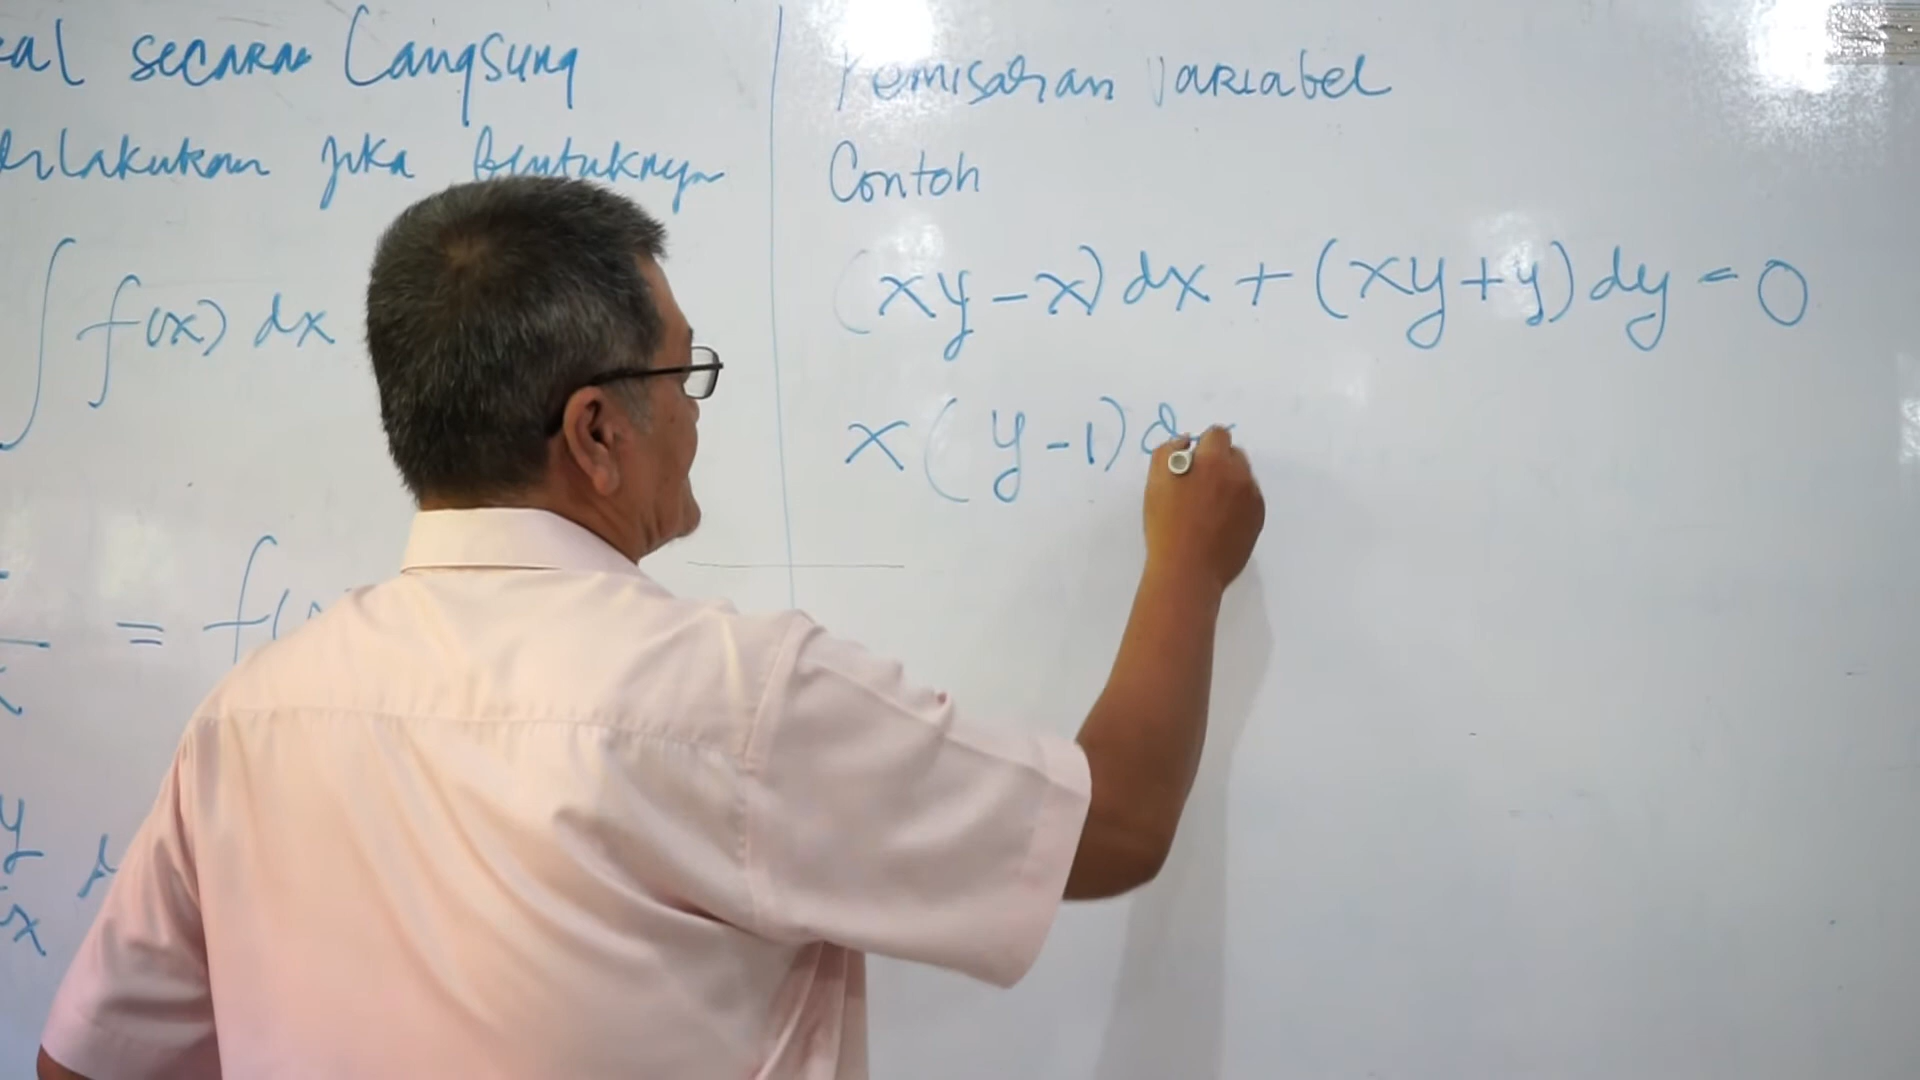 secara Langsung
dilakukan jika bentuknya
∫ f(x) dx
= f(
y
x
Pemisahan Variabel
Contoh
(xy-x) dx + (xy+y) dy = 0
x(y-1)